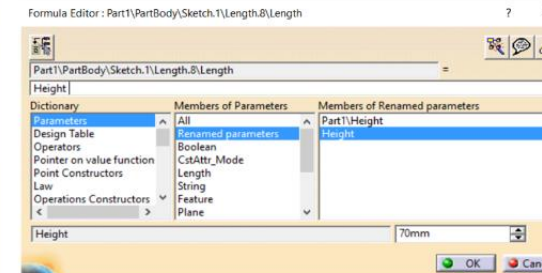 Formula Editor : Part1\PartBody\Sketch.1\Length.8\Length ?
Part1\PartBody\Sketch.1\Length.8\Length =
Height
Dictionary Members of Parameters Members of Renamed parameters
Parameters All Part1\Height
Design Table Renamed parameters Height
Operators Boolean
Pointer on value function CstAttr_Mode
Point Constructors Length
Law String
Operations Constructors Feature
Plane
Height 70mm
OK Can